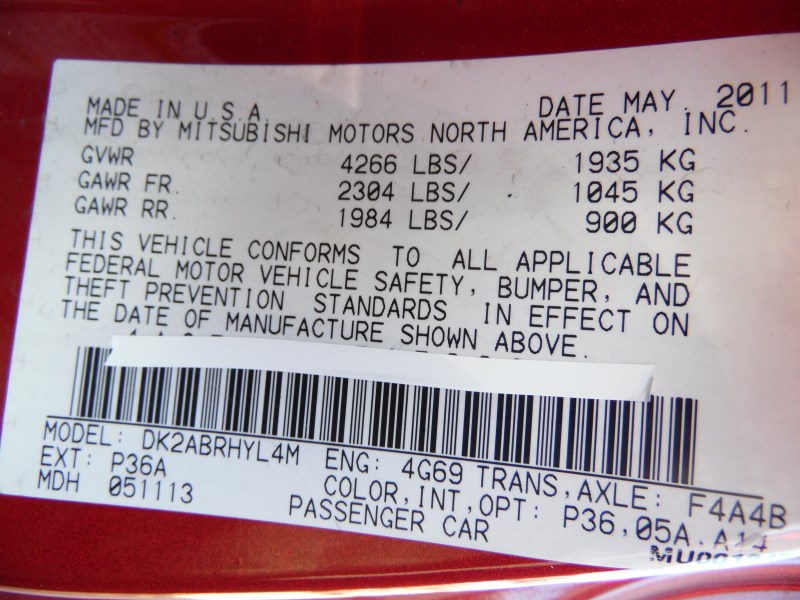 MADE IN U.S.A. DATE MAY. 2011
MFD BY MITSUBISHI MOTORS NORTH AMERICA, INC.
GVWR 4266 LBS/ 1935 KG
GAWR FR. 2304 LBS/ 1045 KG
GAWR RR. 1984 LBS/ 900 KG
THIS VEHICLE CONFORMS TO ALL APPLICABLE
FEDERAL MOTOR VEHICLE SAFETY, BUMPER, AND
THEFT PREVENTION STANDARDS IN EFFECT ON
THE DATE OF MANUFACTURE SHOWN ABOVE.
MODEL: DK2ABRHYL4M ENG: 4G69 TRANS,AXLE: F4A4B
EXT: P36A COLOR,INT,OPT: P36,05A,A14
MDH 051113 PASSENGER CAR